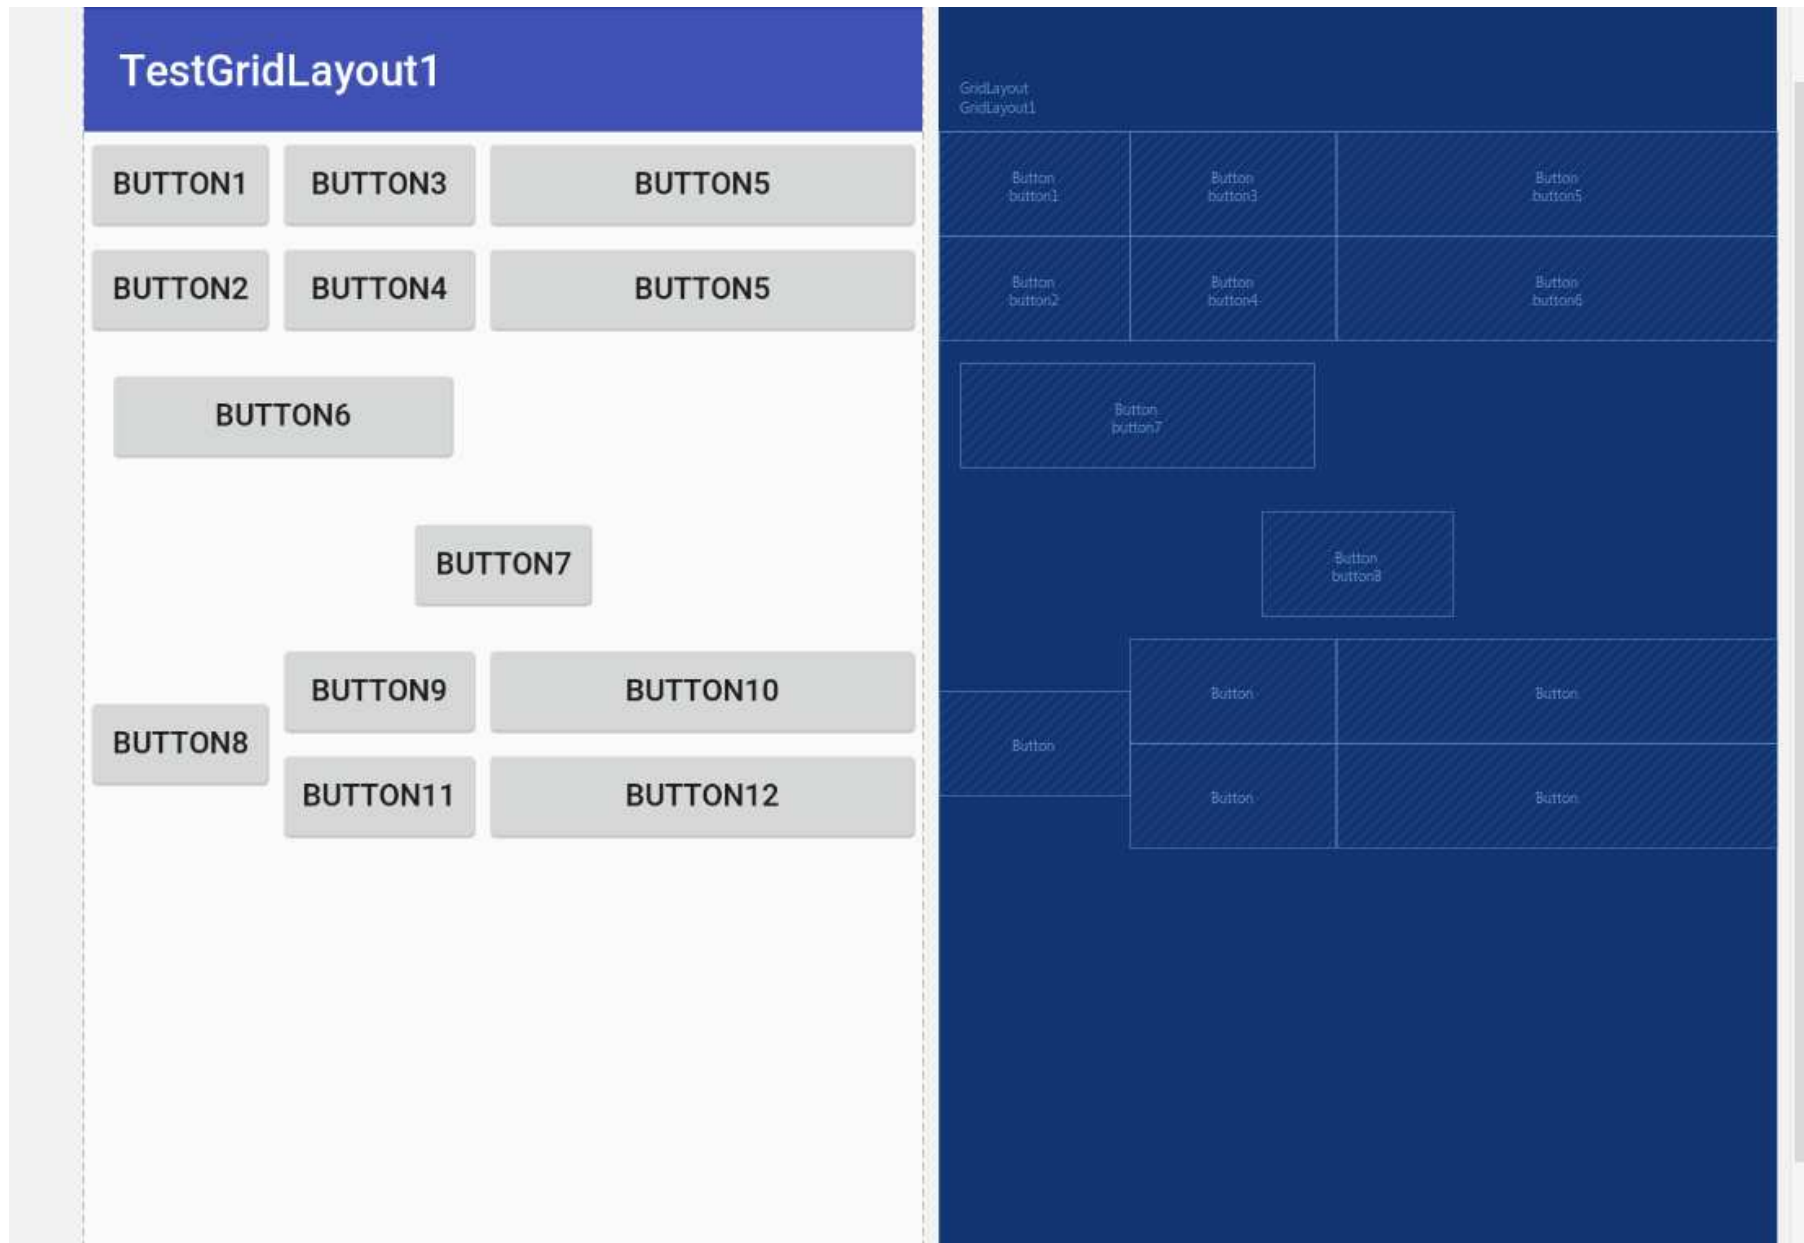 TestGridLayout1
BUTTON1 BUTTON3 BUTTON5
BUTTON2 BUTTON4 BUTTON5
BUTTON6
BUTTON7
BUTTON9 BUTTON10
BUTTON8
BUTTON11 BUTTON12
GridLayout
GridLayout1
Button Button Button
button1 button3 button5
Button Button Button
button2 button4 button6
Button
button7
Button
button8
Button Button
Button
Button Button